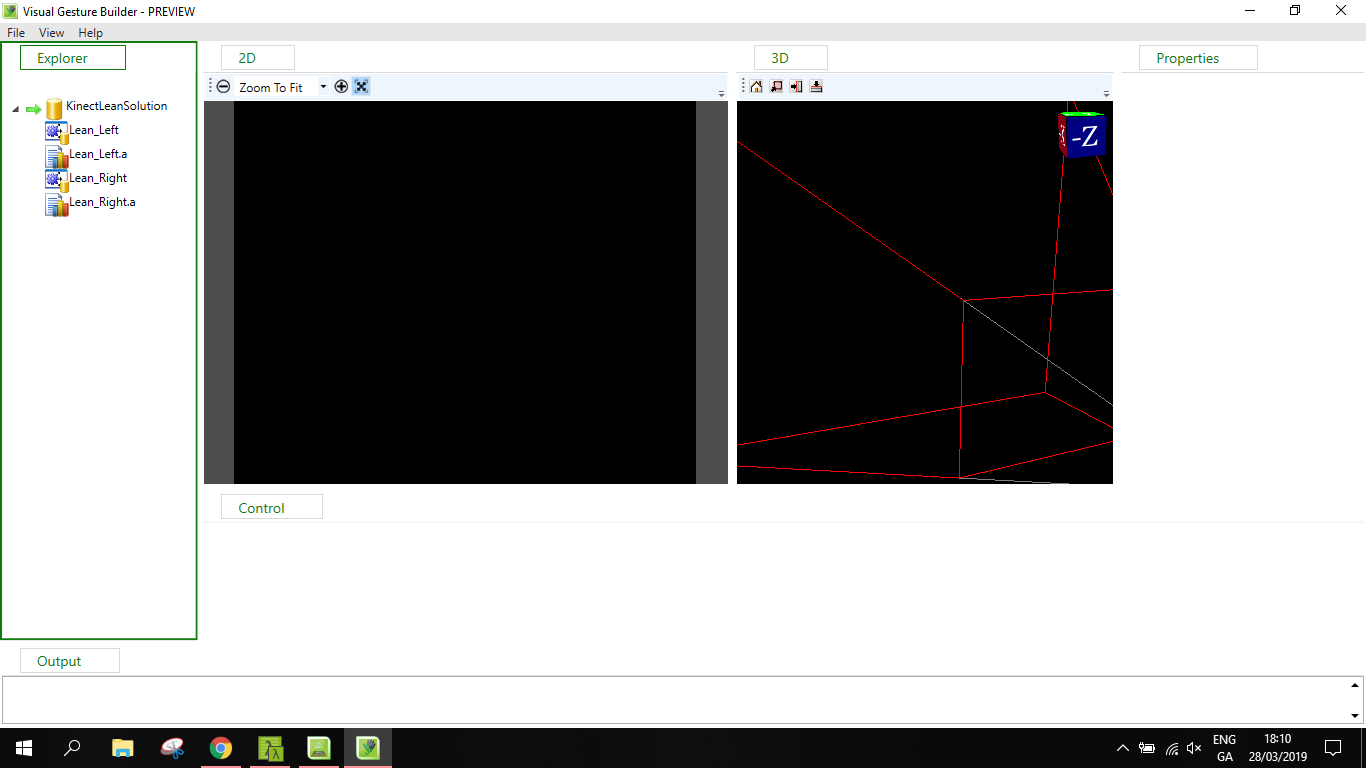 Visual Gesture Builder - PREVIEW
File View Help
Explorer
KinectLeanSolution
Lean_Left
Lean_Left.a
Lean_Right
Lean_Right.a
2D
Zoom To Fit
3D
-Z
Properties
Control
Output
ENG
GA
18:10
28/03/2019